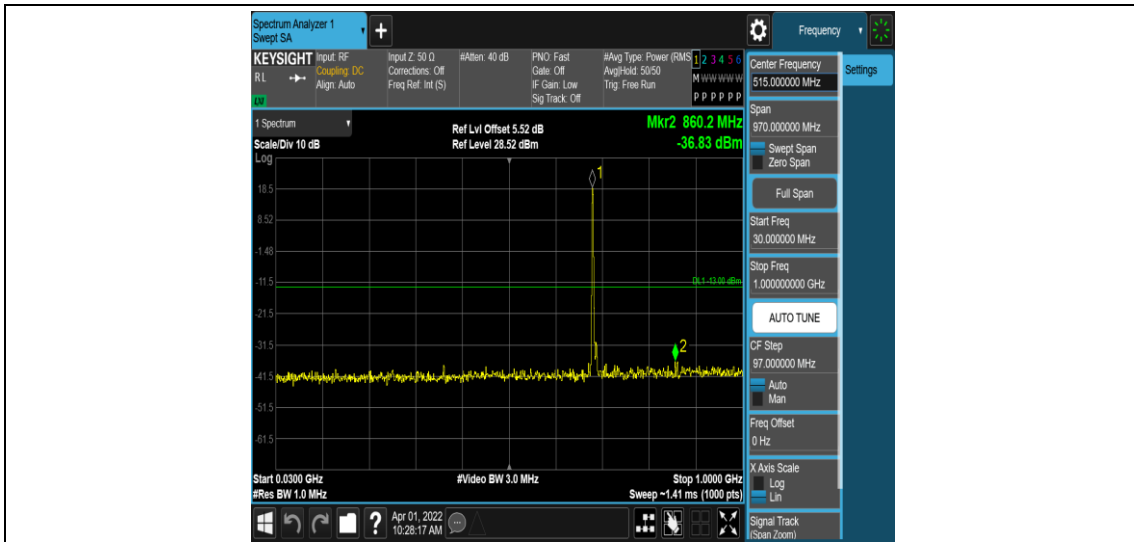 Spectrum Analyzer 1
Swept SA
+
Frequency
KEYSIGHT
RL
LXI
Input: RF
Coupling: DC
Align: Auto
Input Z: 50 Ω
Corrections: Off
Freq Ref: Int (S)
#Atten: 40 dB
PNO: Fast
Gate: Off
IF Gain: Low
Sig Track: Off
#Avg Type: Power (RMS
Avg|Hold: 50/50
Trig: Free Run
1 2 3 4 5 6
M W W W W W
P P P P P P
1 Spectrum
Scale/Div 10 dB
Log
Ref Lvl Offset 5.52 dB
Ref Level 28.52 dBm
Mkr2 860.2 MHz
-36.83 dBm
1
18.5
8.52
-1.48
-11.5
DL1 -13.00 dBm
-21.5
-31.5
2
-41.5
-51.5
-61.5
Start 0.0300 GHz
#Res BW 1.0 MHz
#Video BW 3.0 MHz
Stop 1.0000 GHz
Sweep ~1.41 ms (1000 pts)
?
Apr 01, 2022
10:28:17 AM
Center Frequency
515.000000 MHz
Settings
Span
970.000000 MHz
Swept Span
Zero Span
Full Span
Start Freq
30.000000 MHz
Stop Freq
1.000000000 GHz
AUTO TUNE
CF Step
97.000000 MHz
Auto
Man
Freq Offset
0 Hz
X Axis Scale
Log
Lin
Signal Track
(Span Zoom)